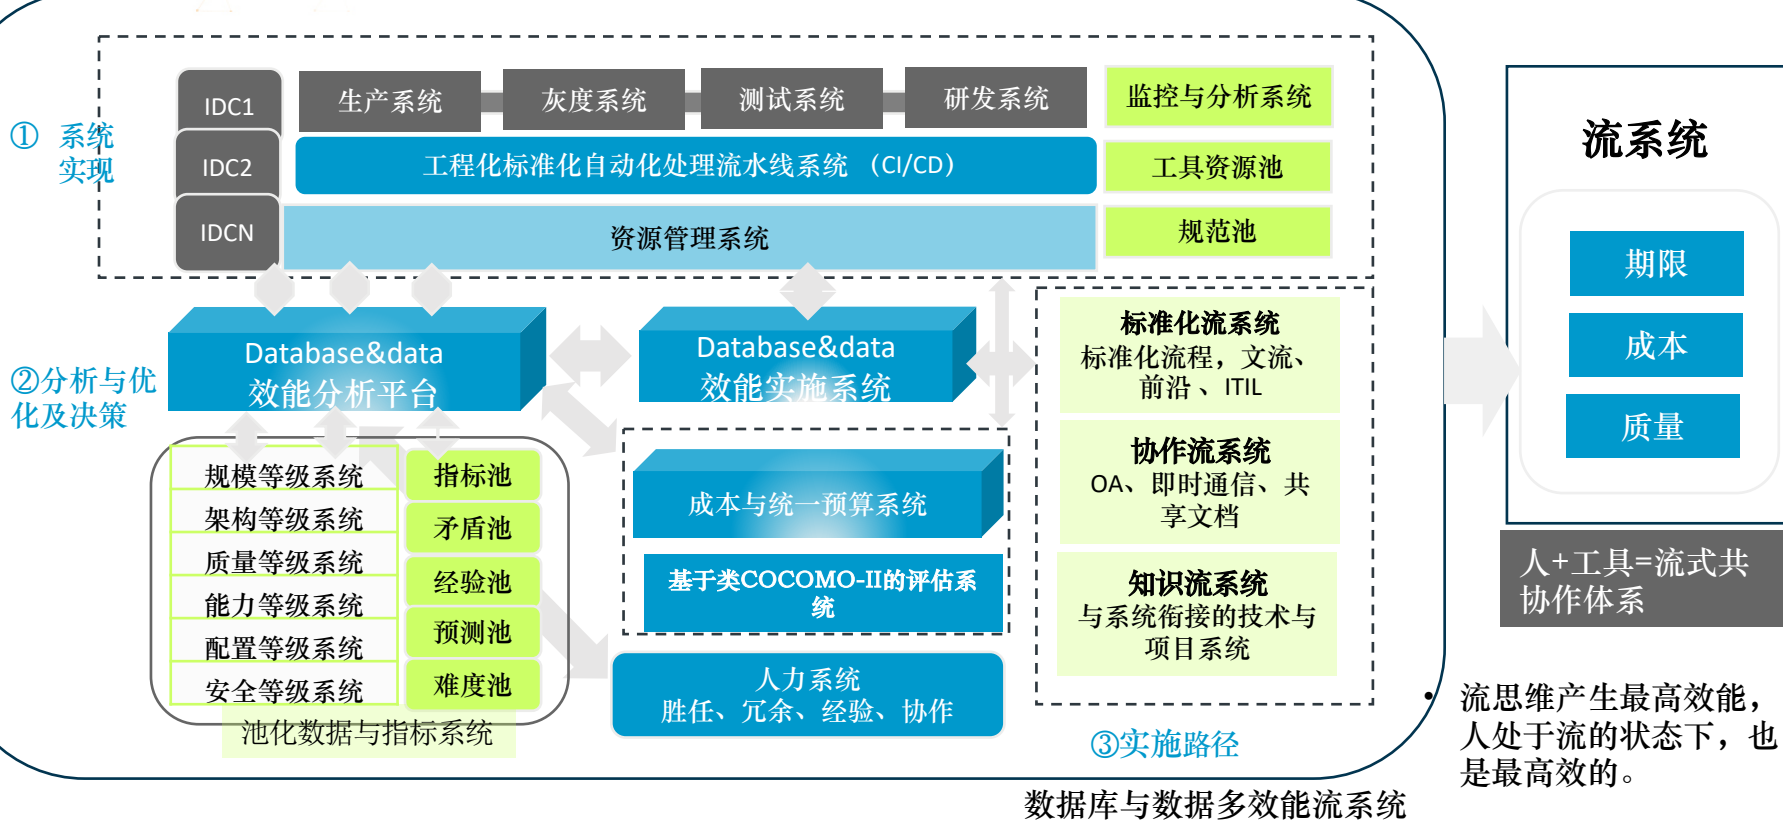 ① 系统
实现
IDC1
IDC2
IDCN
生产系统
灰度系统
测试系统
研发系统
监控与分析系统
工程化标准化自动化处理流水线系统 （CI/CD）
工具资源池
资源管理系统
规范池
②分析与优
化及决策
Database&data
效能分析平台
Database&data
效能实施系统
标准化流系统
标准化流程，文流、
前沿 、ITIL
协作流系统
OA、即时通信、共
享文档
知识流系统
与系统衔接的技术与
项目系统
规模等级系统
架构等级系统
质量等级系统
能力等级系统
配置等级系统
安全等级系统
指标池
矛盾池
经验池
预测池
难度池
池化数据与指标系统
成本与统一预算系统
基于类COCOMO-II的评估系
统
人力系统
胜任、冗余、经验、协作
③实施路径
数据库与数据多效能流系统
流系统
期限
成本
质量
人+工具=流式共
协作体系
• 流思维产生最高效能，
人处于流的状态下，也
是最高效的。